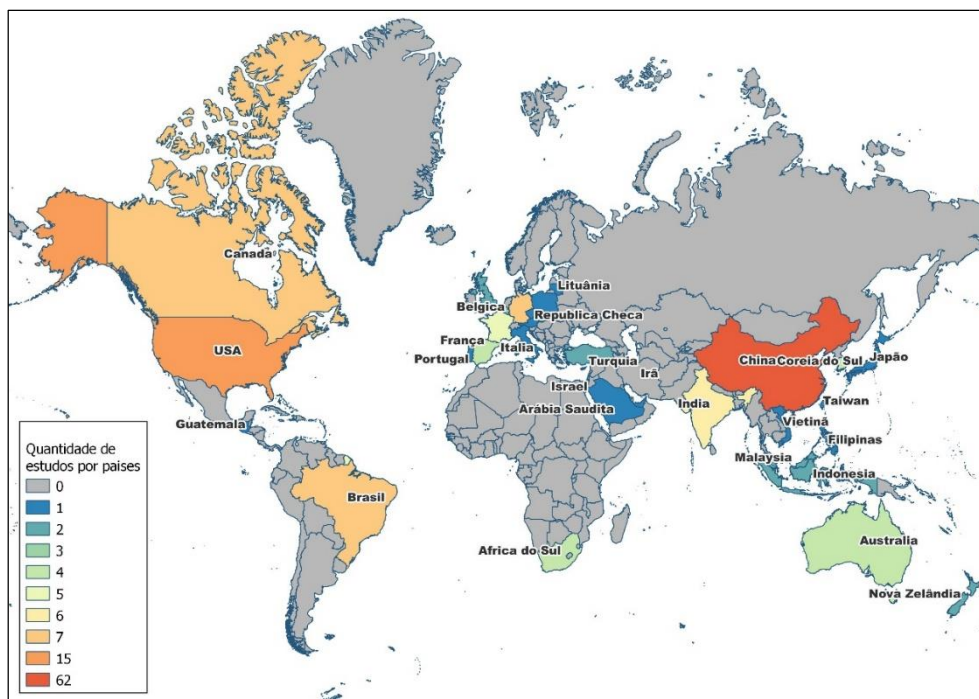 Canadá
Lituânia
Belgica
Republica Checa
USA
França
Italia
China
Coreia do Sul
Japão
Portugal
Turquia
Irã
Israel
India
Taiwan
Arábia Saudita
Guatemala
Vietinã
Filipinas
Malaysia
Indonesia
Brasil
Africa do Sul
Australia
Nova Zelândia
Quantidade de
estudos por paises
0
1
2
3
4
5
6
7
15
62